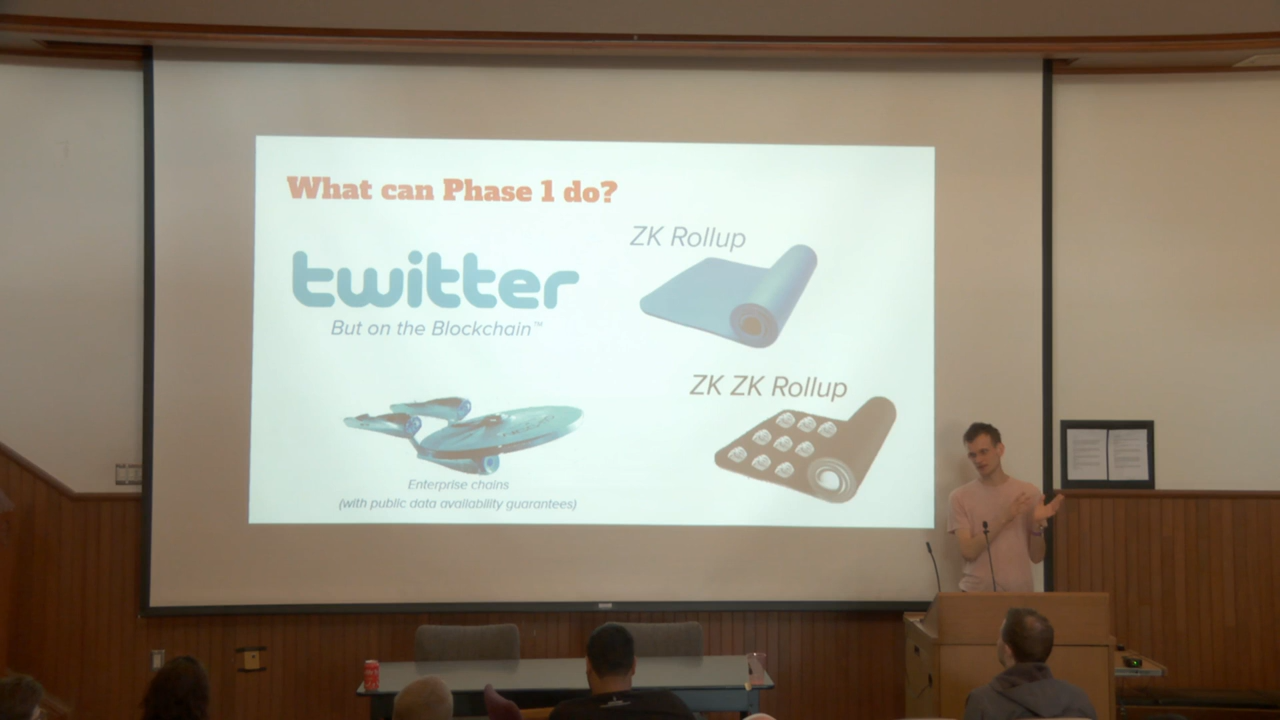 What can Phase 1 do?
twitter
But on the Blockchain™
ZK Rollup
ZK ZK Rollup
Enterprise chains
(with public data availability guarantees)